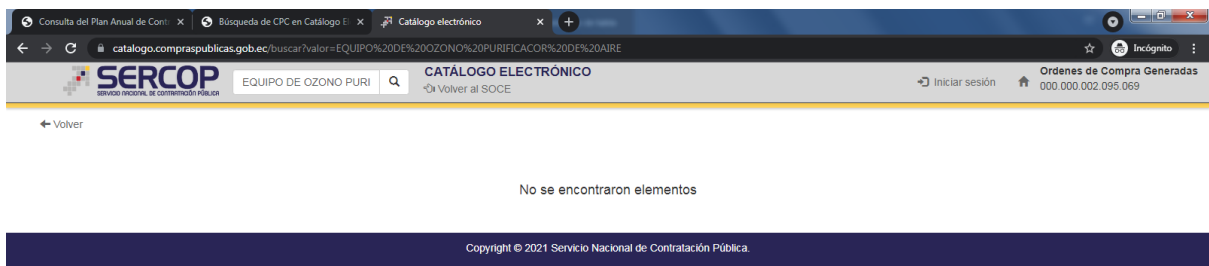 Consulta del Plan Anual de Contr
Búsqueda de CPC en Catálogo El
Catálogo electrónico
catalogo.compraspublicas.gob.ec/buscar?valor=EQUIPO%20DE%20OZONO%20PURIFICACOR%20DE%20AIRE
Incógnito
SERCOP
SERVICIO NACIONAL DE CONTRATACIÓN PÚBLICA
EQUIPO DE OZONO PURI
CATÁLOGO ELECTRÓNICO
Volver al SOCE
Iniciar sesión
Ordenes de Compra Generadas
000.000.002.095.069
Volver
No se encontraron elementos
Copyright © 2021 Servicio Nacional de Contratación Pública.